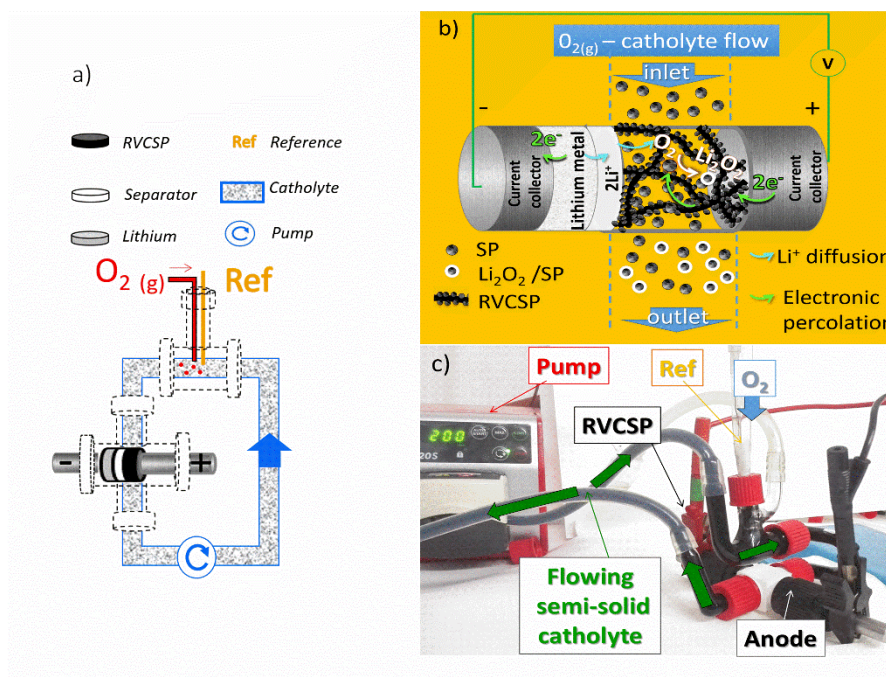 a)
RVCSP
Ref Reference
Separator
Catholyte
Lithium
Pump
O2 (g)
Ref
-
+
b)
O2(g) – catholyte flow
V
inlet
-
+
Current
collector
2e-
Lithium metal
2Li+
O2
Li2O2
2e-
Current
collector
SP
Li2O2 /SP
RVCSP
Li+ diffusion
Electronic
percolation
outlet
c)
Pump
Ref
O2
RVCSP
200
20S
Flowing
semi-solid
catholyte
Anode